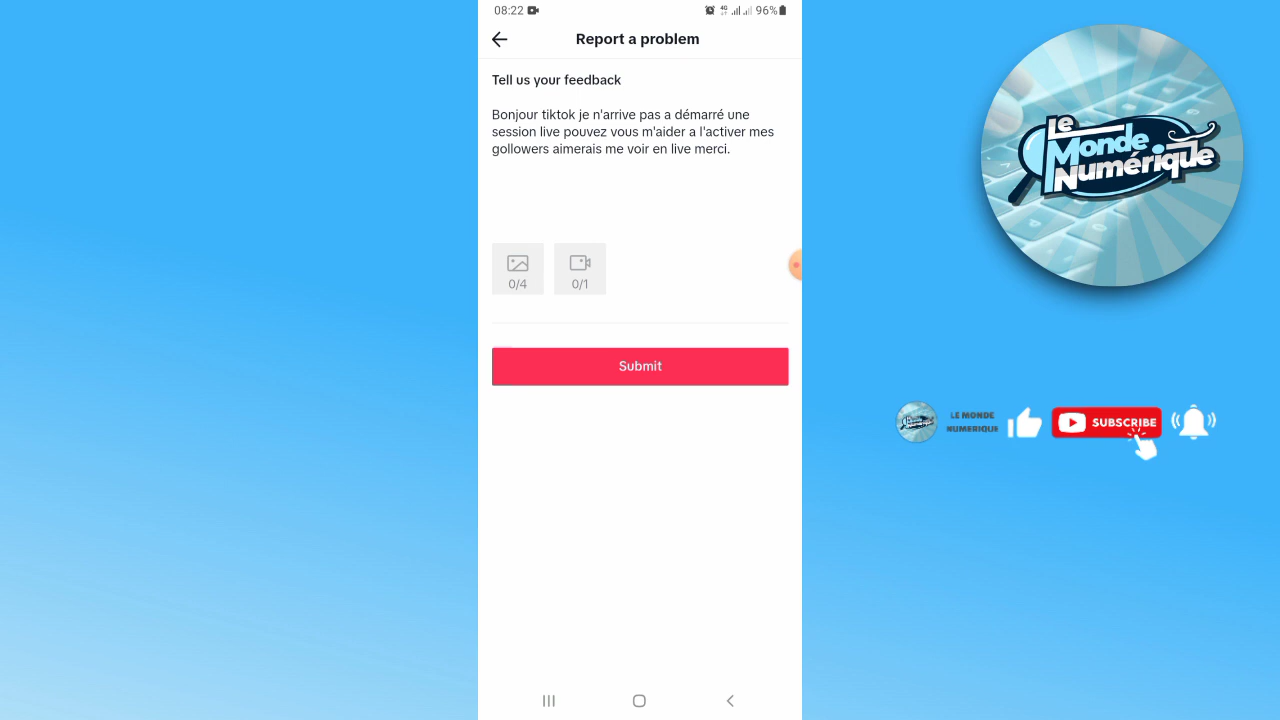 08:22
4G
96%
Report a problem
Tell us your feedback
Bonjour tiktok je n'arrive pas a démarré une
session live pouvez vous m'aider a l'activer mes
gollowers aimerais me voir en live merci.
0/4
0/1
Submit
Le
Monde
Numérique
LE MONDE
NUMERIQUE
SUBSCRIBE